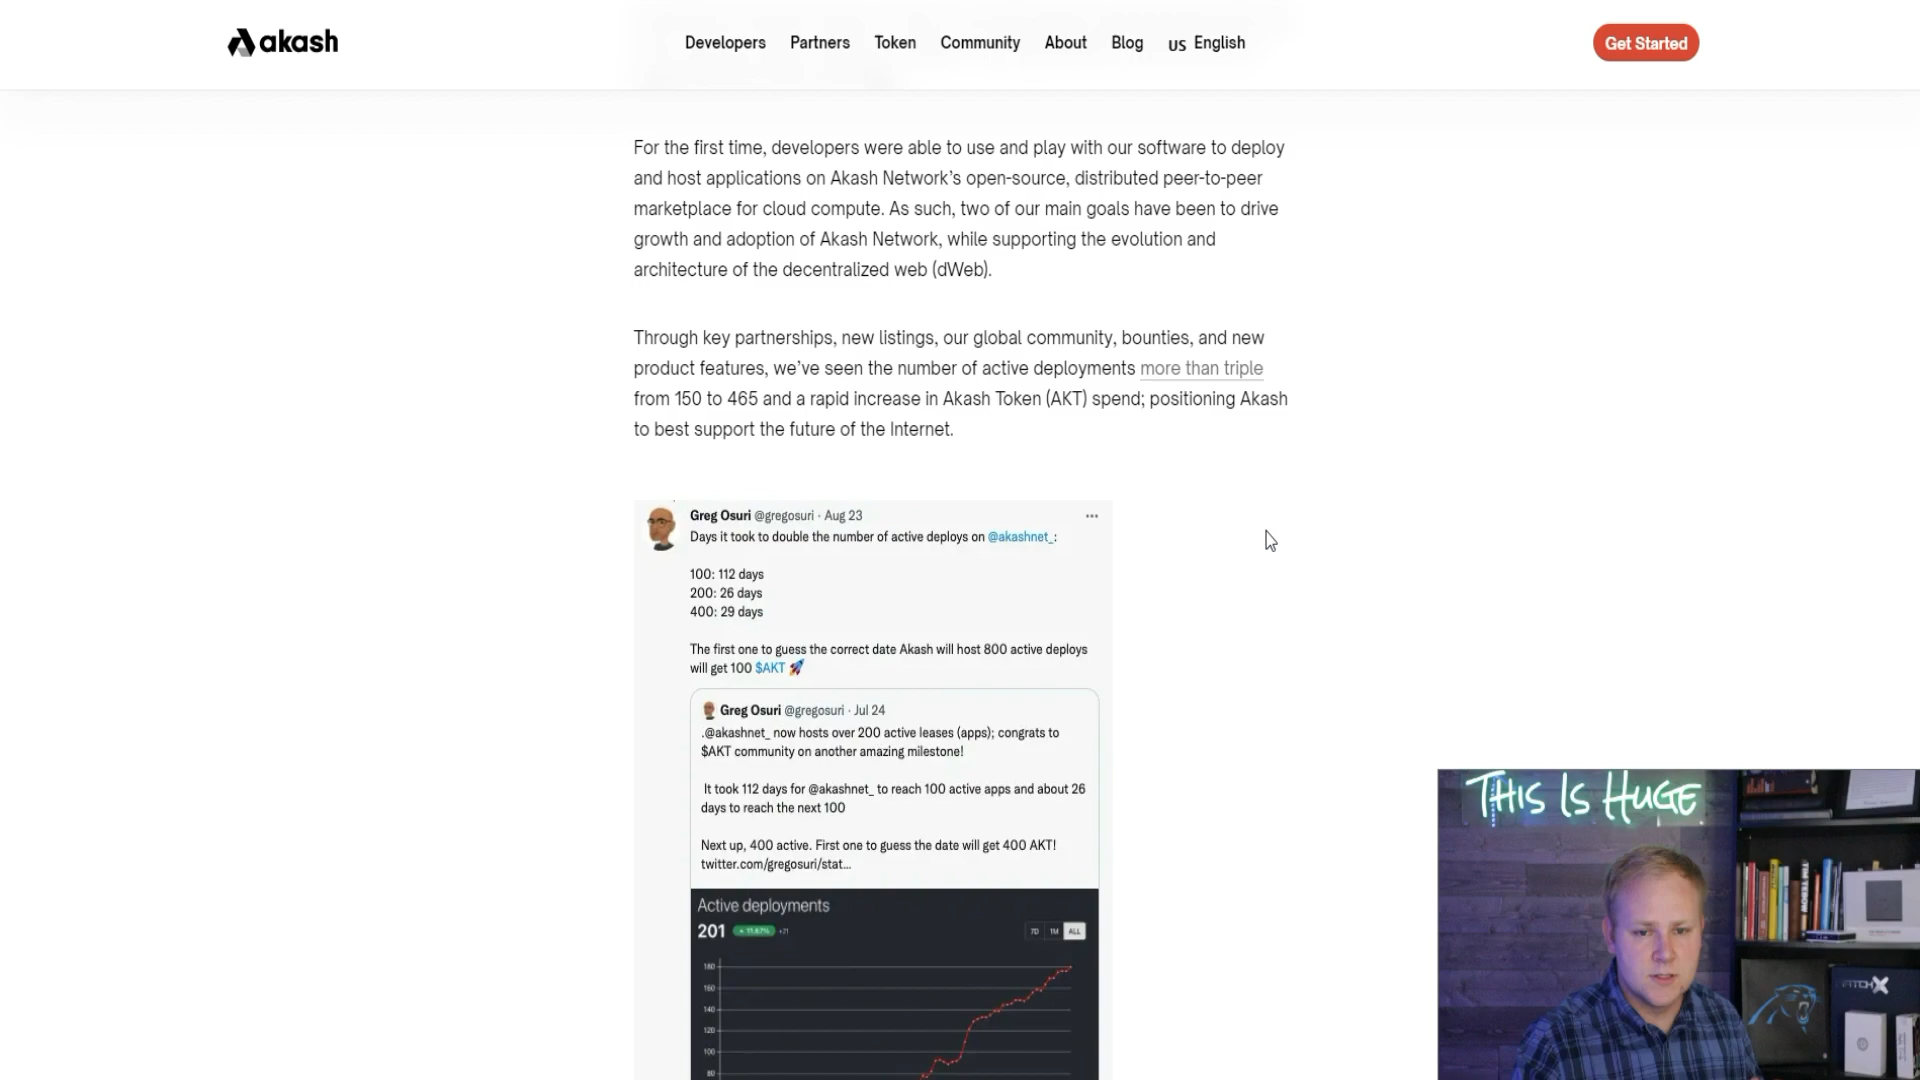 akash
Developers Partners Token Community About Blog US English
Get Started
For the first time, developers were able to use and play with our software to deploy
and host applications on Akash Network’s open-source, distributed peer-to-peer
marketplace for cloud compute. As such, two of our main goals have been to drive
growth and adoption of Akash Network, while supporting the evolution and
architecture of the decentralized web (dWeb).
Through key partnerships, new listings, our global community, bounties, and new
product features, we’ve seen the number of active deployments more than triple
from 150 to 465 and a rapid increase in Akash Token (AKT) spend; positioning Akash
to best support the future of the Internet.
Greg Osuri @gregosuri · Aug 23
Days it took to double the number of active deploys on @akashnet_:
100: 112 days
200: 26 days
400: 29 days
The first one to guess the correct date Akash will host 800 active deploys
will get 100 $AKT 🚀
Greg Osuri @gregosuri · Jul 24
.@akashnet_ now hosts over 200 active leases (apps); congrats to
$AKT community on another amazing milestone!
It took 112 days for @akashnet_ to reach 100 active apps and about 26
days to reach the next 100
Next up, 400 active. First one to guess the date will get 400 AKT!
twitter.com/gregosuri/stat...
Active deployments
201 11.67% +21
7D 1M ALL
180
160
140
120
100
80
THIS IS HUGE